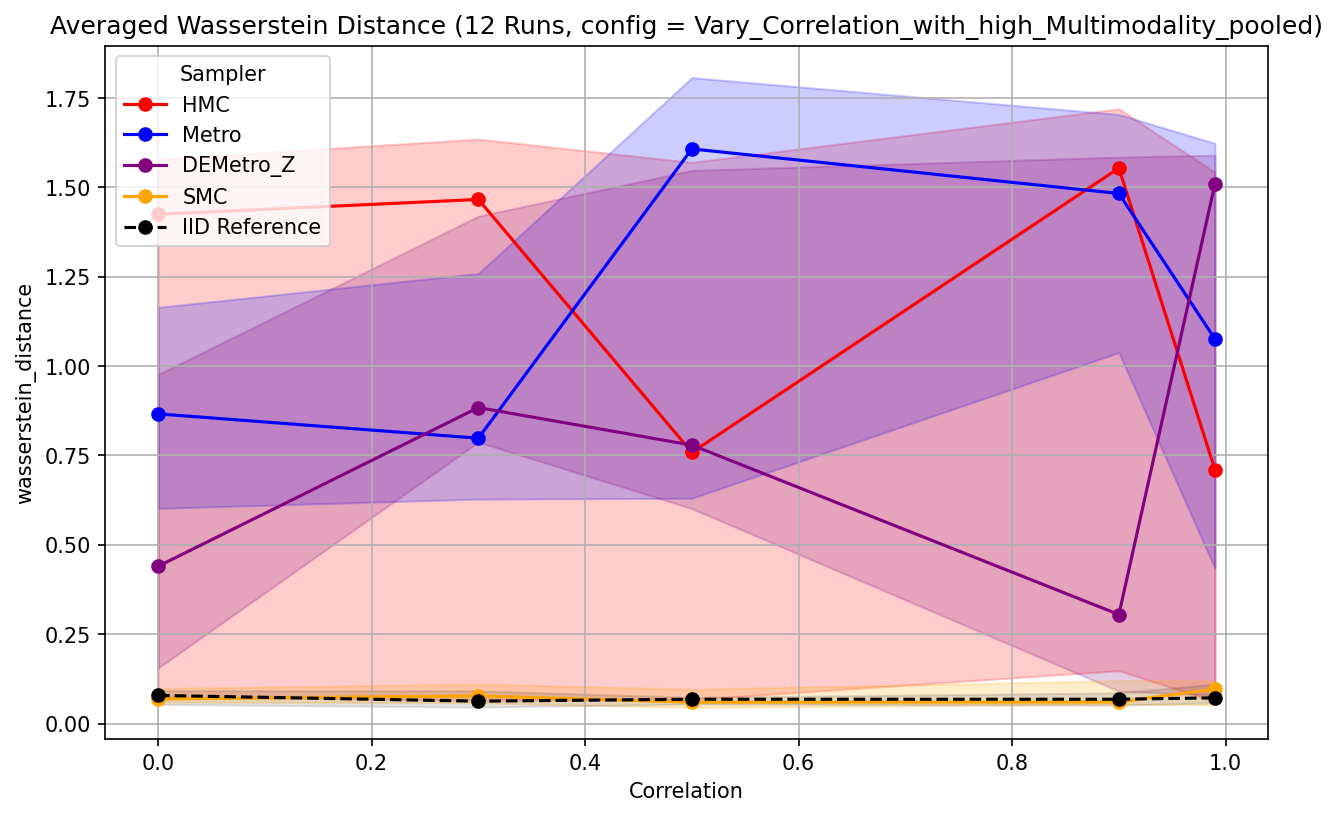 Averaged Wasserstein Distance (12 Runs, config = Vary_Correlation_with_high_Multimodality_pooled)
Sampler
HMC
Metro
DEMetro_Z
SMC
IID Reference
wasserstein_distance
1.75
1.50
1.25
1.00
0.75
0.50
0.25
0.00
0.0 0.2 0.4 0.6 0.8 1.0
Correlation